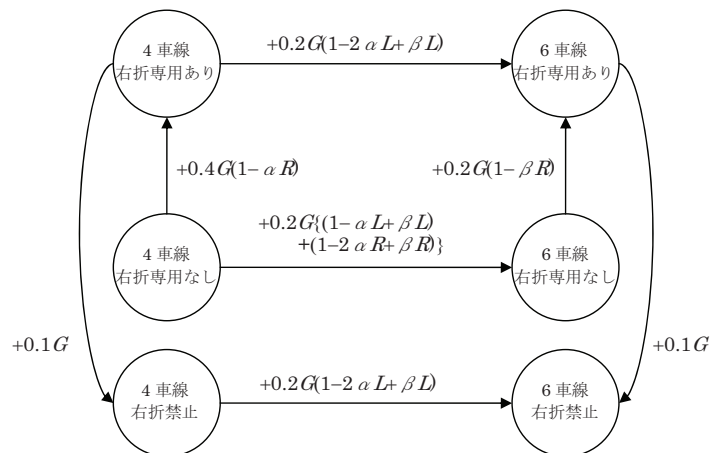 4 車線
右折専用あり
+0.2G(1−2αL+βL)
6 車線
右折専用あり
+0.4G(1−αR)
+0.2G(1−βR)
4 車線
右折専用なし
+0.2G{(1−αL+βL)
+(1−2αR+βR)}
6 車線
右折専用なし
+0.1G
+0.1G
4 車線
右折禁止
+0.2G(1−2αL+βL)
6 車線
右折禁止